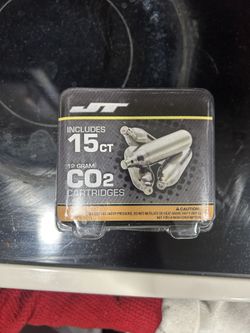 JT
INCLUDES
15CT
12 GRAM
CO2
CARTRIDGES
CAUTION